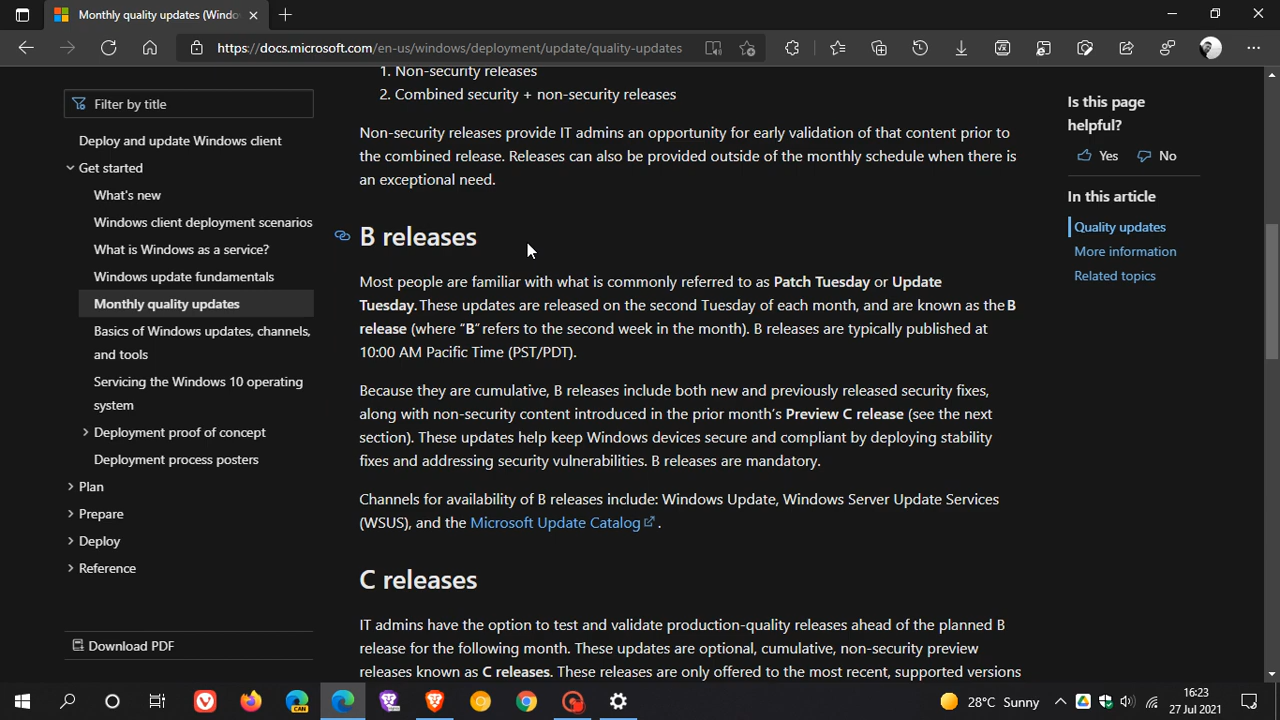 Monthly quality updates (Windo
https://docs.microsoft.com/en-us/windows/deployment/update/quality-updates
Filter by title
Deploy and update Windows client
Get started
What's new
Windows client deployment scenarios
What is Windows as a service?
Windows update fundamentals
Monthly quality updates
Basics of Windows updates, channels,
and tools
Servicing the Windows 10 operating
system
Deployment proof of concept
Deployment process posters
Plan
Prepare
Deploy
Reference
Download PDF
1. Non-security releases
2. Combined security + non-security releases
Non-security releases provide IT admins an opportunity for early validation of that content prior to
the combined release. Releases can also be provided outside of the monthly schedule when there is
an exceptional need.
B releases
Most people are familiar with what is commonly referred to as Patch Tuesday or Update
Tuesday. These updates are released on the second Tuesday of each month, and are known as the B
release (where “B” refers to the second week in the month). B releases are typically published at
10:00 AM Pacific Time (PST/PDT).
Because they are cumulative, B releases include both new and previously released security fixes,
along with non-security content introduced in the prior month’s Preview C release (see the next
section). These updates help keep Windows devices secure and compliant by deploying stability
fixes and addressing security vulnerabilities. B releases are mandatory.
Channels for availability of B releases include: Windows Update, Windows Server Update Services
(WSUS), and the Microsoft Update Catalog .
C releases
IT admins have the option to test and validate production-quality releases ahead of the planned B
release for the following month. These updates are optional, cumulative, non-security preview
releases known as C releases. These releases are only offered to the most recent, supported versions
Is this page
helpful?
Yes No
In this article
Quality updates
More information
Related topics
CAN
28°C Sunny
16:23
27 Jul 2021